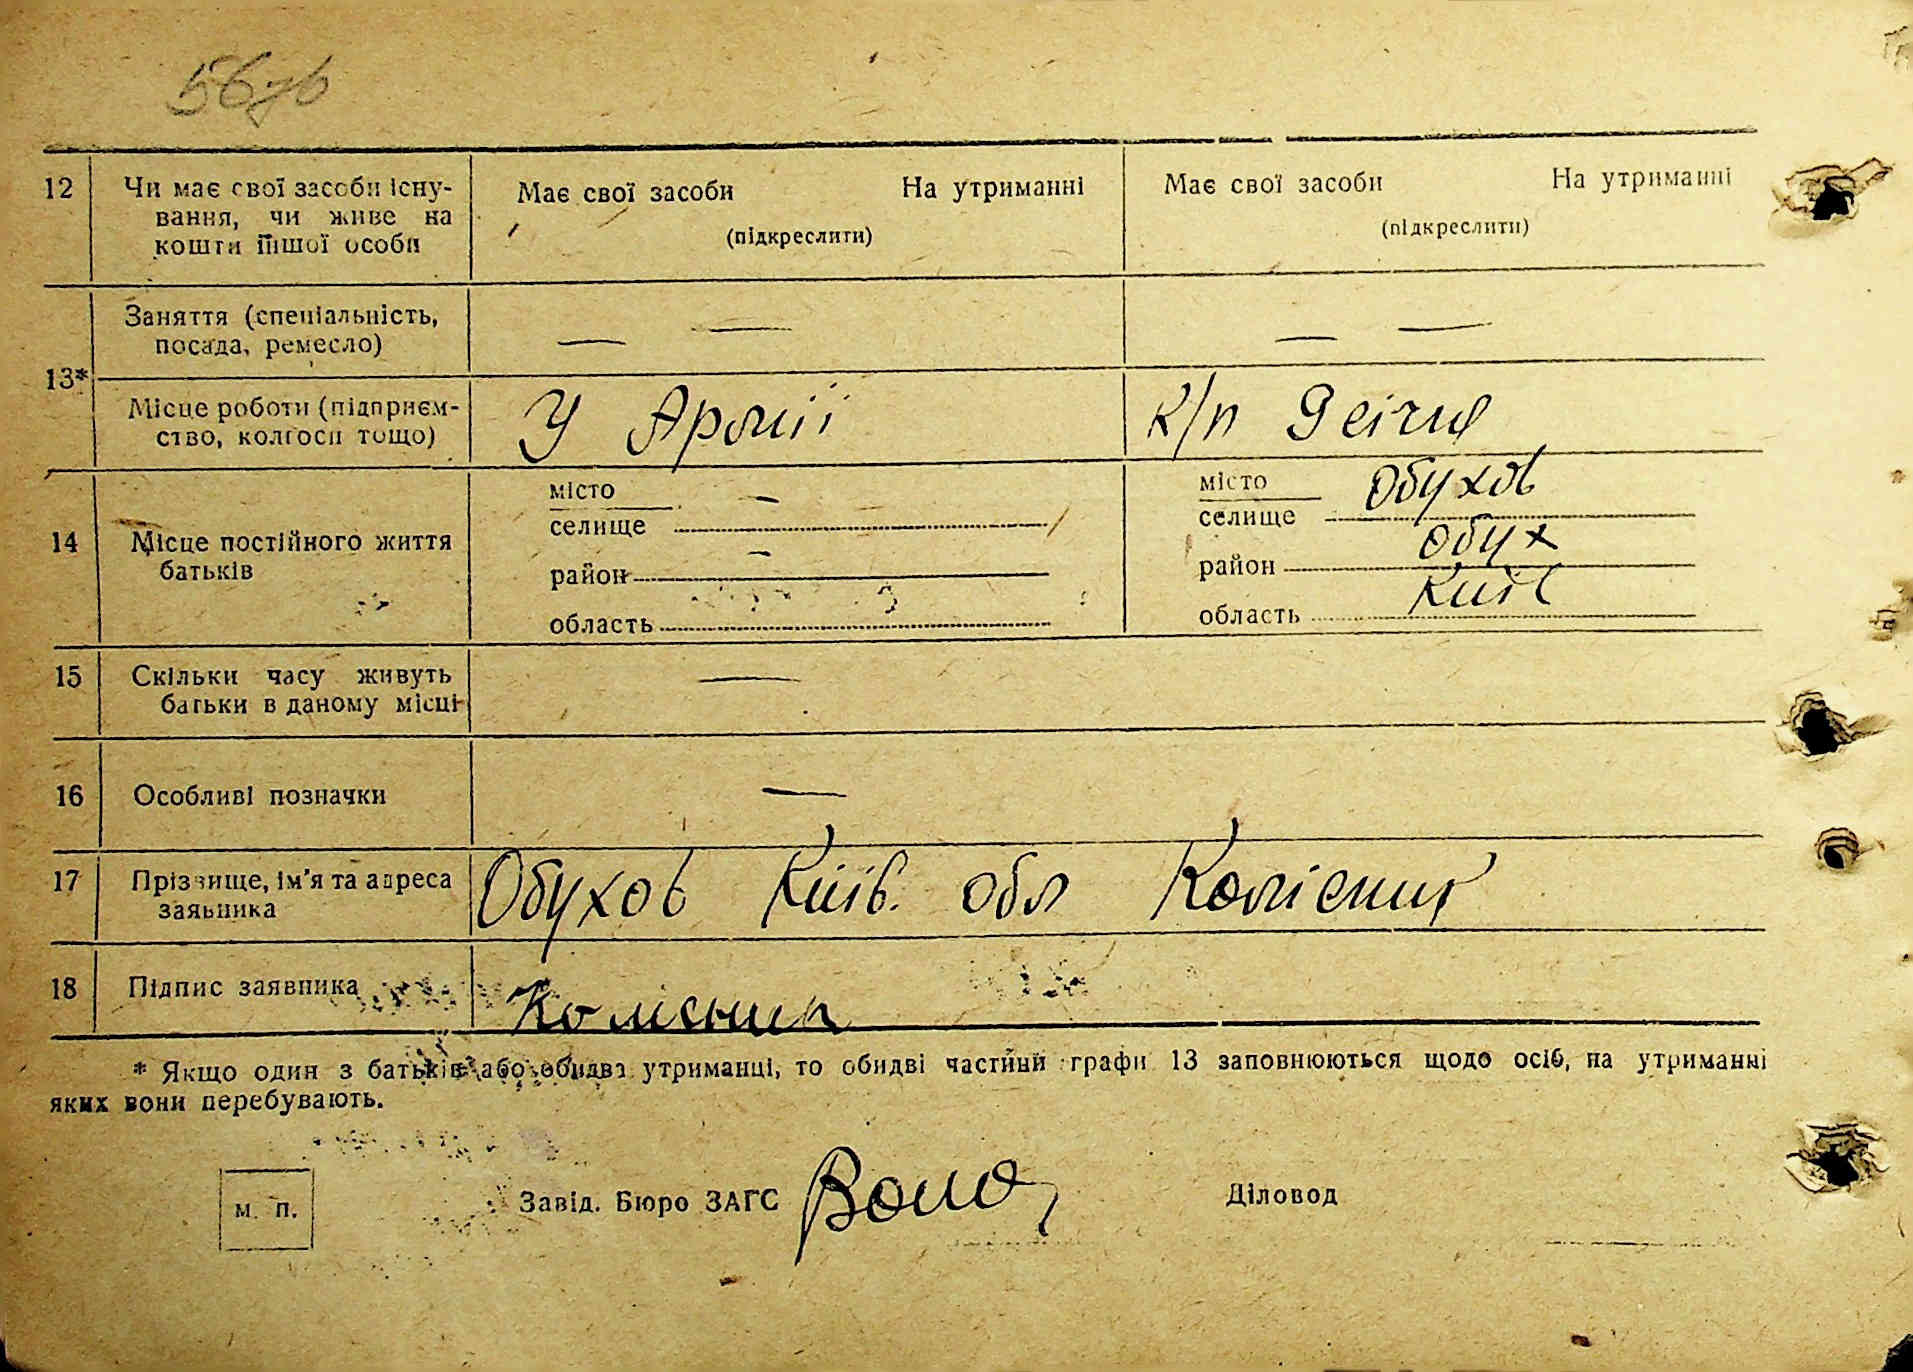 12 Чи має свої засоби існу- Має свої засоби На утриманні Має свої засоби На утриманні
вання, чи живе на (підкреслити) (підкреслити)
кошти іншої особи
13* Заняття (спеціальність, — — — —
посада, ремесло)
Місце роботи (підприєм- У Армії к/п
ство, колгосп тощо)
14 Місце постійного життя батьків
місто — місто Обухов
селище селище
район — район Обух
область область Київ
15 Скільки часу живуть —
батьки в даному місці
16 Особливі позначки —
17 Прізвище, ім'я та адреса Обухов Київ. обл Колісник
заявника
18 Підпис заявника Колісник
* Якщо один з батьків або обидва утриманці, то обидві частини графи 13 заповнюються щодо осіб, на утриманні
яких вони перебувають.
М. П. Завід. Бюро ЗАГС Діловод